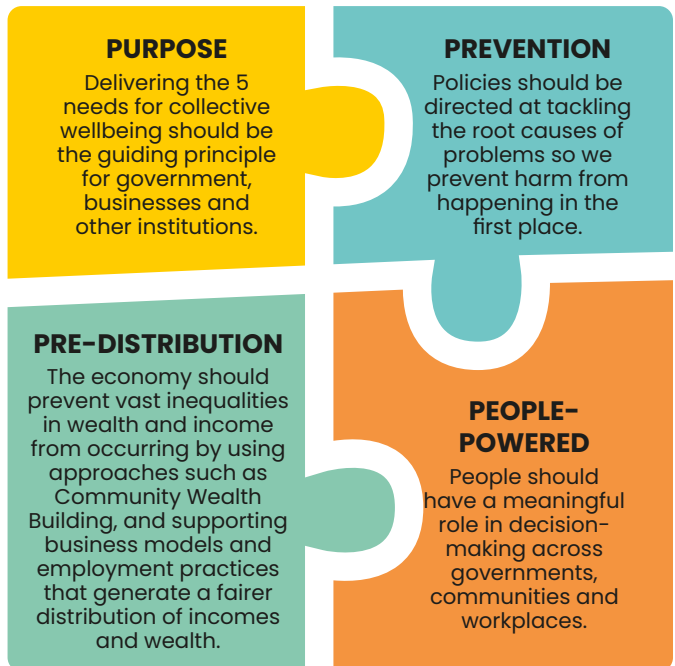 PURPOSE
Delivering the 5
needs for collective
wellbeing should be
the guiding principle
for government,
businesses and
other institutions.
PREVENTION
Policies should be
directed at tackling
the root causes of
problems so we
prevent harm from
happening in the
first place.
PRE-DISTRIBUTION
The economy should
prevent vast inequalities
in wealth and income
from occurring by using
approaches such as
Community Wealth
Building, and supporting
business models and
employment practices
that generate a fairer
distribution of incomes
and wealth.
PEOPLE-
POWERED
People should
have a meaningful
role in decision-
making across
governments,
communities and
workplaces.